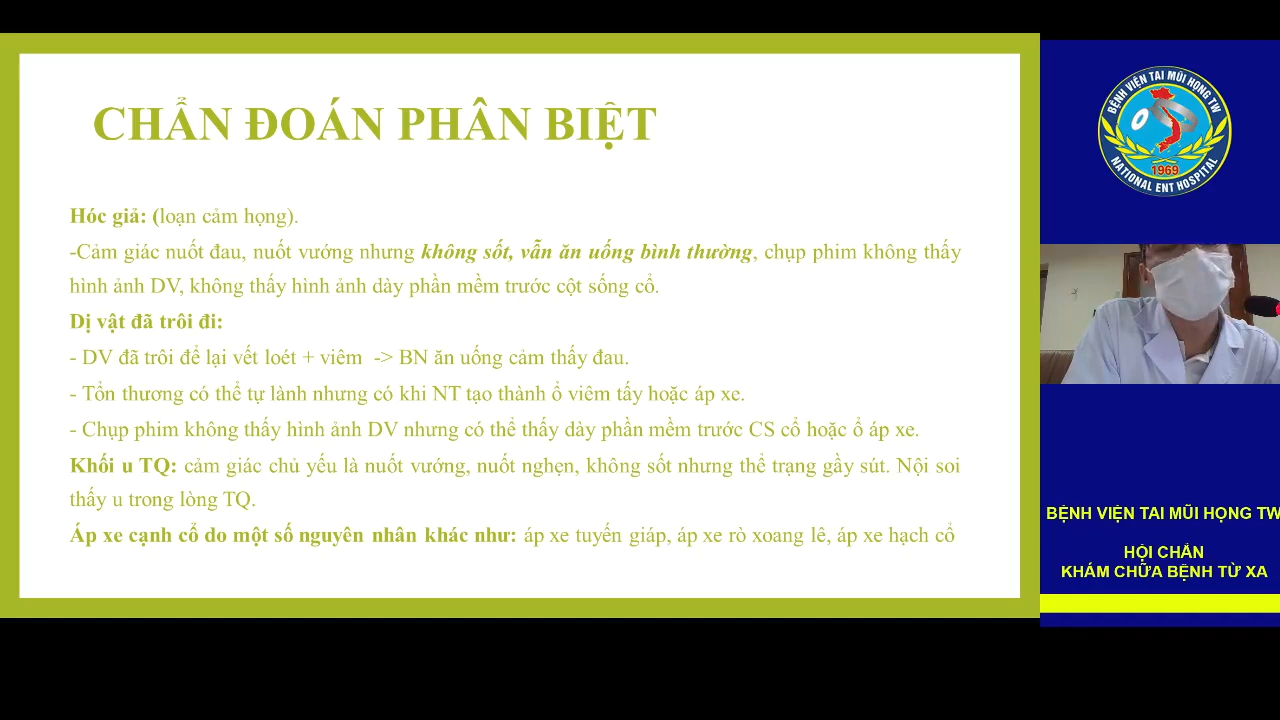 CHẨN ĐOÁN PHÂN BIỆT
Hóc giả: (loạn cảm họng).
-Cảm giác nuốt đau, nuốt vướng nhưng không sốt, vẫn ăn uống bình thường, chụp phim không thấy
hình ảnh DV, không thấy hình ảnh dày phần mềm trước cột sống cổ.
Dị vật đã trôi đi:
- DV đã trôi để lại vết loét + viêm -> BN ăn uống cảm thấy đau.
- Tổn thương có thể tự lành nhưng có khi NT tạo thành ổ viêm tấy hoặc áp xe.
- Chụp phim không thấy hình ảnh DV nhưng có thể thấy dày phần mềm trước CS cổ hoặc ổ áp xe.
Khối u TQ: cảm giác chủ yếu là nuốt vướng, nuốt nghẹn, không sốt nhưng thể trạng gầy sút. Nội soi
thấy u trong lòng TQ.
Áp xe cạnh cổ do một số nguyên nhân khác như: áp xe tuyến giáp, áp xe rò xoang lê, áp xe hạch cổ
BỆNH VIỆN TAI MŨI HỌNG TW
1969
NATIONAL ENT HOSPITAL
BỆNH VIỆN TAI MŨI HỌNG TW
HỘI CHẨN
KHÁM CHỮA BỆNH TỪ XA